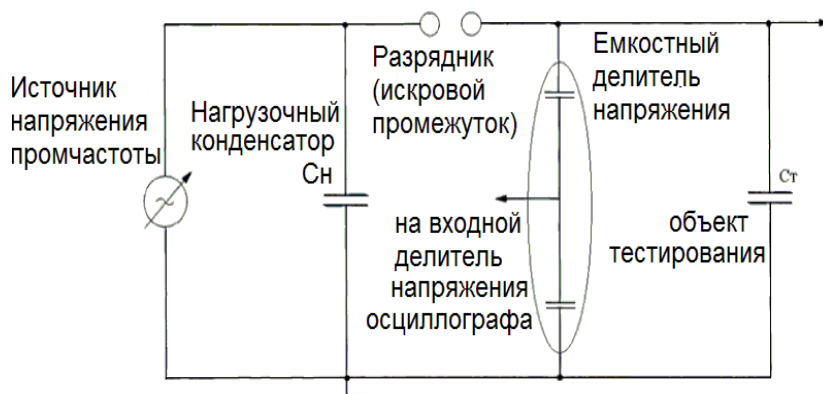 Источник
напряжения
промчастоты
Нагрузочный
конденсатор
Сн
Разрядник
(искровой
промежуток)
Емкостный
делитель
напряжения
на входной
делитель
напряжения
осциллографа
Ст
объект
тестирования